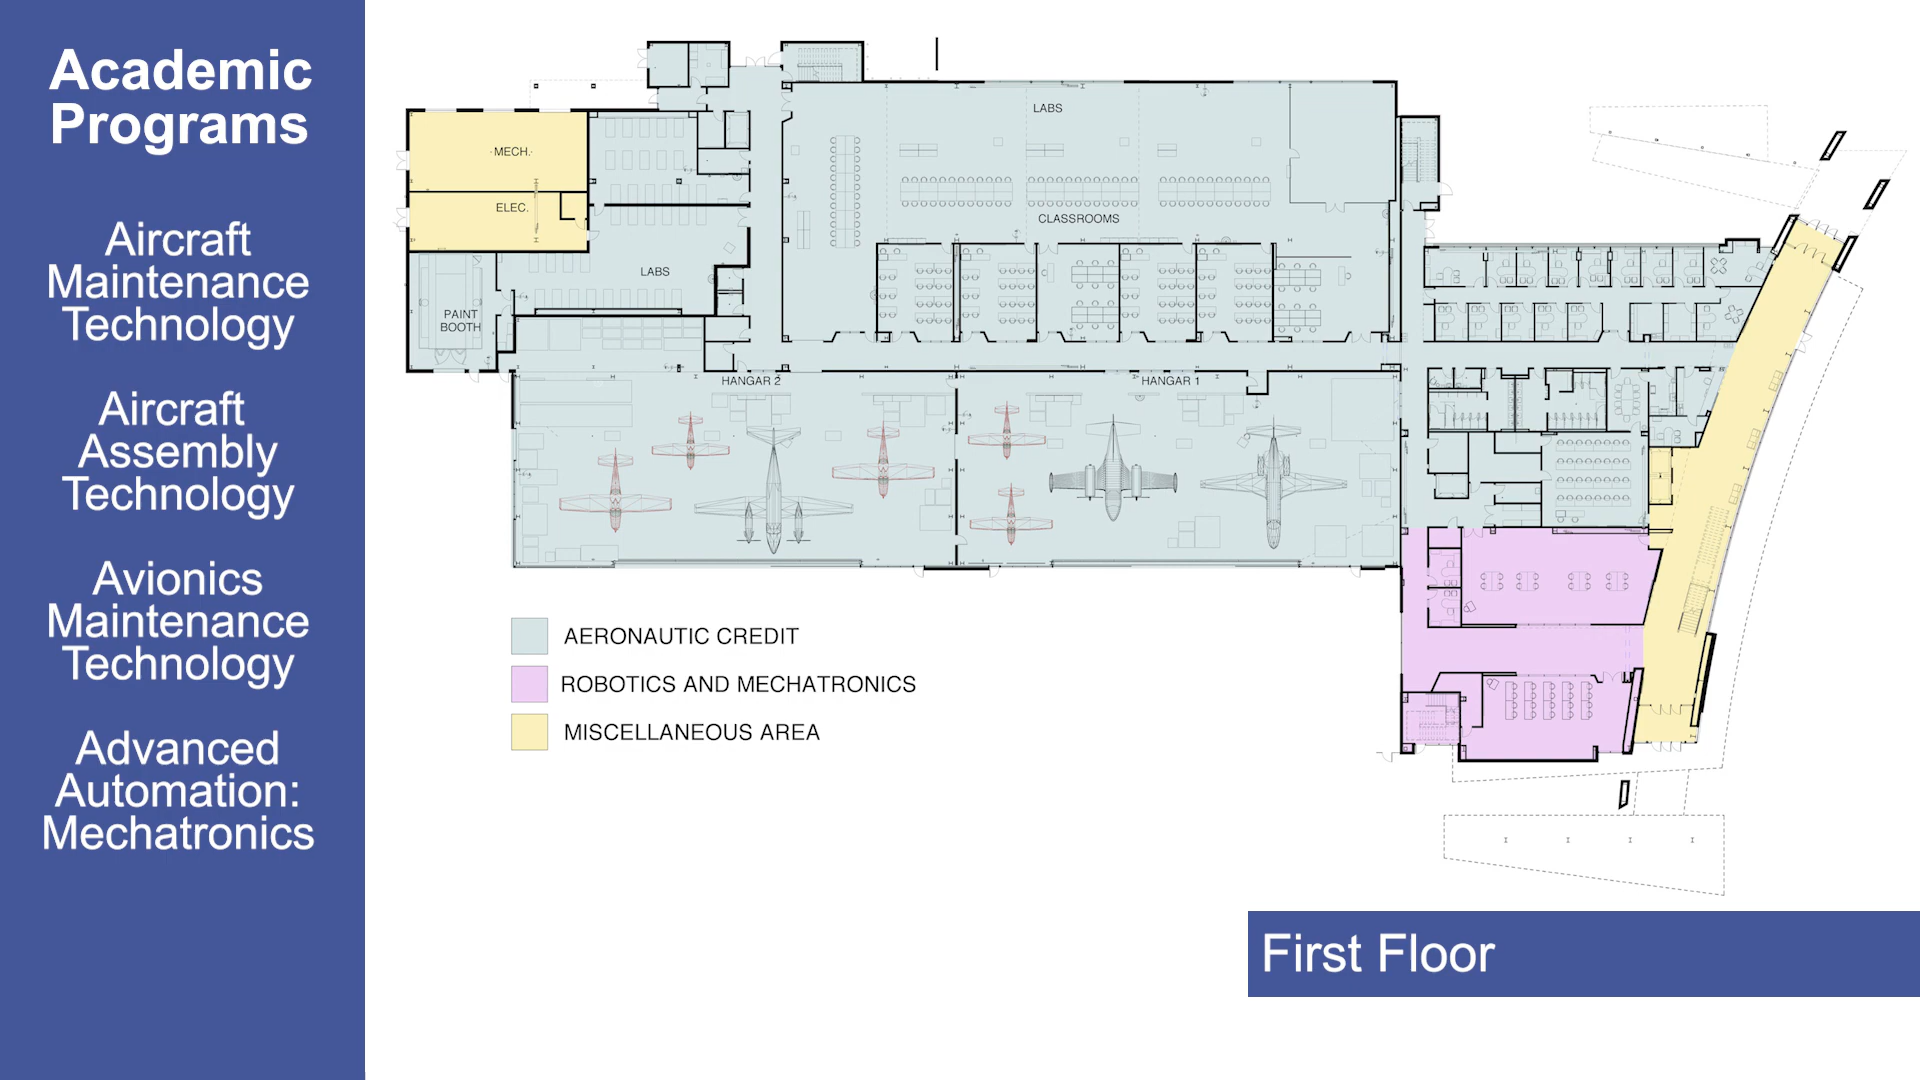 Academic
Programs
Aircraft
Maintenance
Technology
Aircraft
Assembly
Technology
Avionics
Maintenance
Technology
Advanced
Automation:
Mechatronics
LABS
MECH.
ELEC.
CLASSROOMS
LABS
PAINT
BOOTH
HANGAR 2
HANGAR 1
AERONAUTIC CREDIT
ROBOTICS AND MECHATRONICS
MISCELLANEOUS AREA
First Floor